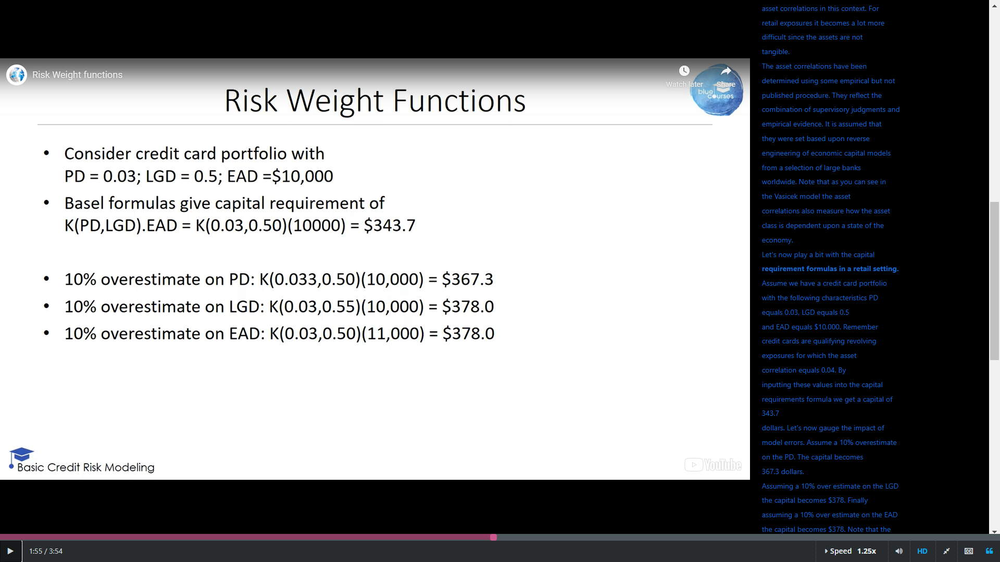 Risk Weight functions
Watch later
Share
blue
courses
Risk Weight Functions
• Consider credit card portfolio with
PD = 0.03; LGD = 0.5; EAD =$10,000
• Basel formulas give capital requirement of
K(PD,LGD).EAD = K(0.03,0.50)(10000) = $343.7
• 10% overestimate on PD: K(0.033,0.50)(10,000) = $367.3
• 10% overestimate on LGD: K(0.03,0.55)(10,000) = $378.0
• 10% overestimate on EAD: K(0.03,0.50)(11,000) = $378.0
Basic Credit Risk Modeling
YouTube
asset correlations in this context. For
retail exposures it becomes a lot more
difficult since the assets are not
tangible.
The asset correlations have been
determined using some empirical but not
published procedure. They reflect the
combination of supervisory judgments and
empirical evidence. It is assumed that
they were set based upon reverse
engineering of economic capital models
from a selection of large banks
worldwide. Note that as you can see in
the Vasicek model the asset
correlations also measure how the asset
class is dependent upon a state of the
economy.
Let's now play a bit with the capital
requirement formulas in a retail setting.
Assume we have a credit card portfolio
with the following characteristics PD
equals 0.03, LGD equals 0.5
and EAD equals $10,000. Remember
credit cards are qualifying revolving
exposures for which the asset
correlation equals 0.04. By
inputting these values into the capital
requirements formula we get a capital of
343.7
dollars. Let's now gauge the impact of
model errors. Assume a 10% overestimate
on the PD. The capital becomes
367.3 dollars.
Assuming a 10% over estimate on the LGD
the capital becomes $378. Finally
assuming a 10% over estimate on the EAD
the capital becomes $378. Note that the
1:55 / 3:54
Speed 1.25x
HD
CC